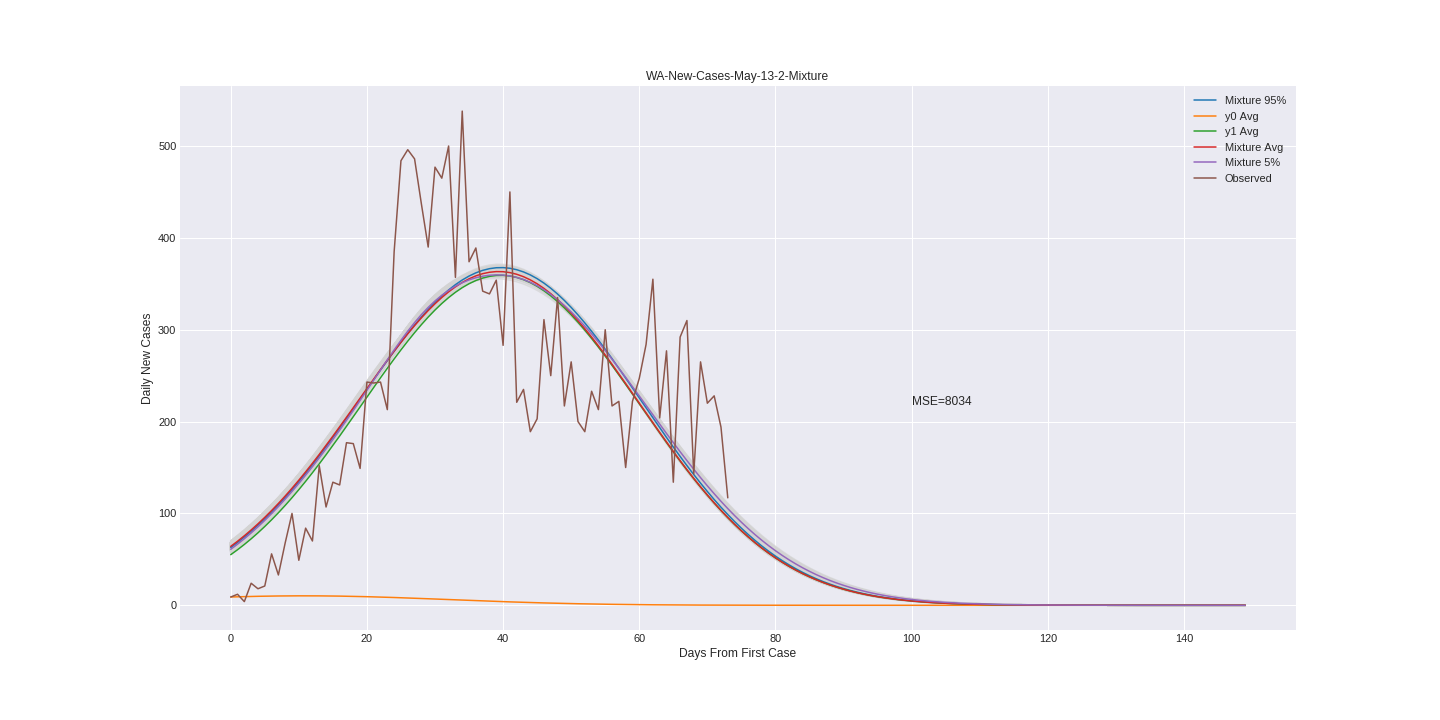 WA-New-Cases-May-13-2-Mixture
Mixture 95%
y0 Avg
y1 Avg
Mixture Avg
Mixture 5%
Observed
500
400
300
200
100
0
Daily New Cases
MSE=8034
0 20 40 60 80 100 120 140
Days From First Case